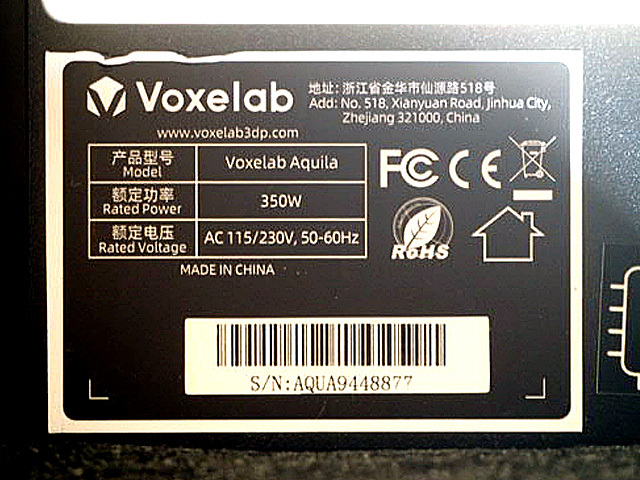 Voxelab
地址: 浙江省金华市仙源路518号
Add: No. 518, Xianyuan Road, Jinhua City,
Zhejiang 321000, China
www.voxelab3dp.com
产品型号
Model
Voxelab Aquila
额定功率
Rated Power
350W
额定电压
Rated Voltage
AC 115/230V, 50-60Hz
FC CE
RoHS
MADE IN CHINA
S/N:AQUA9448877